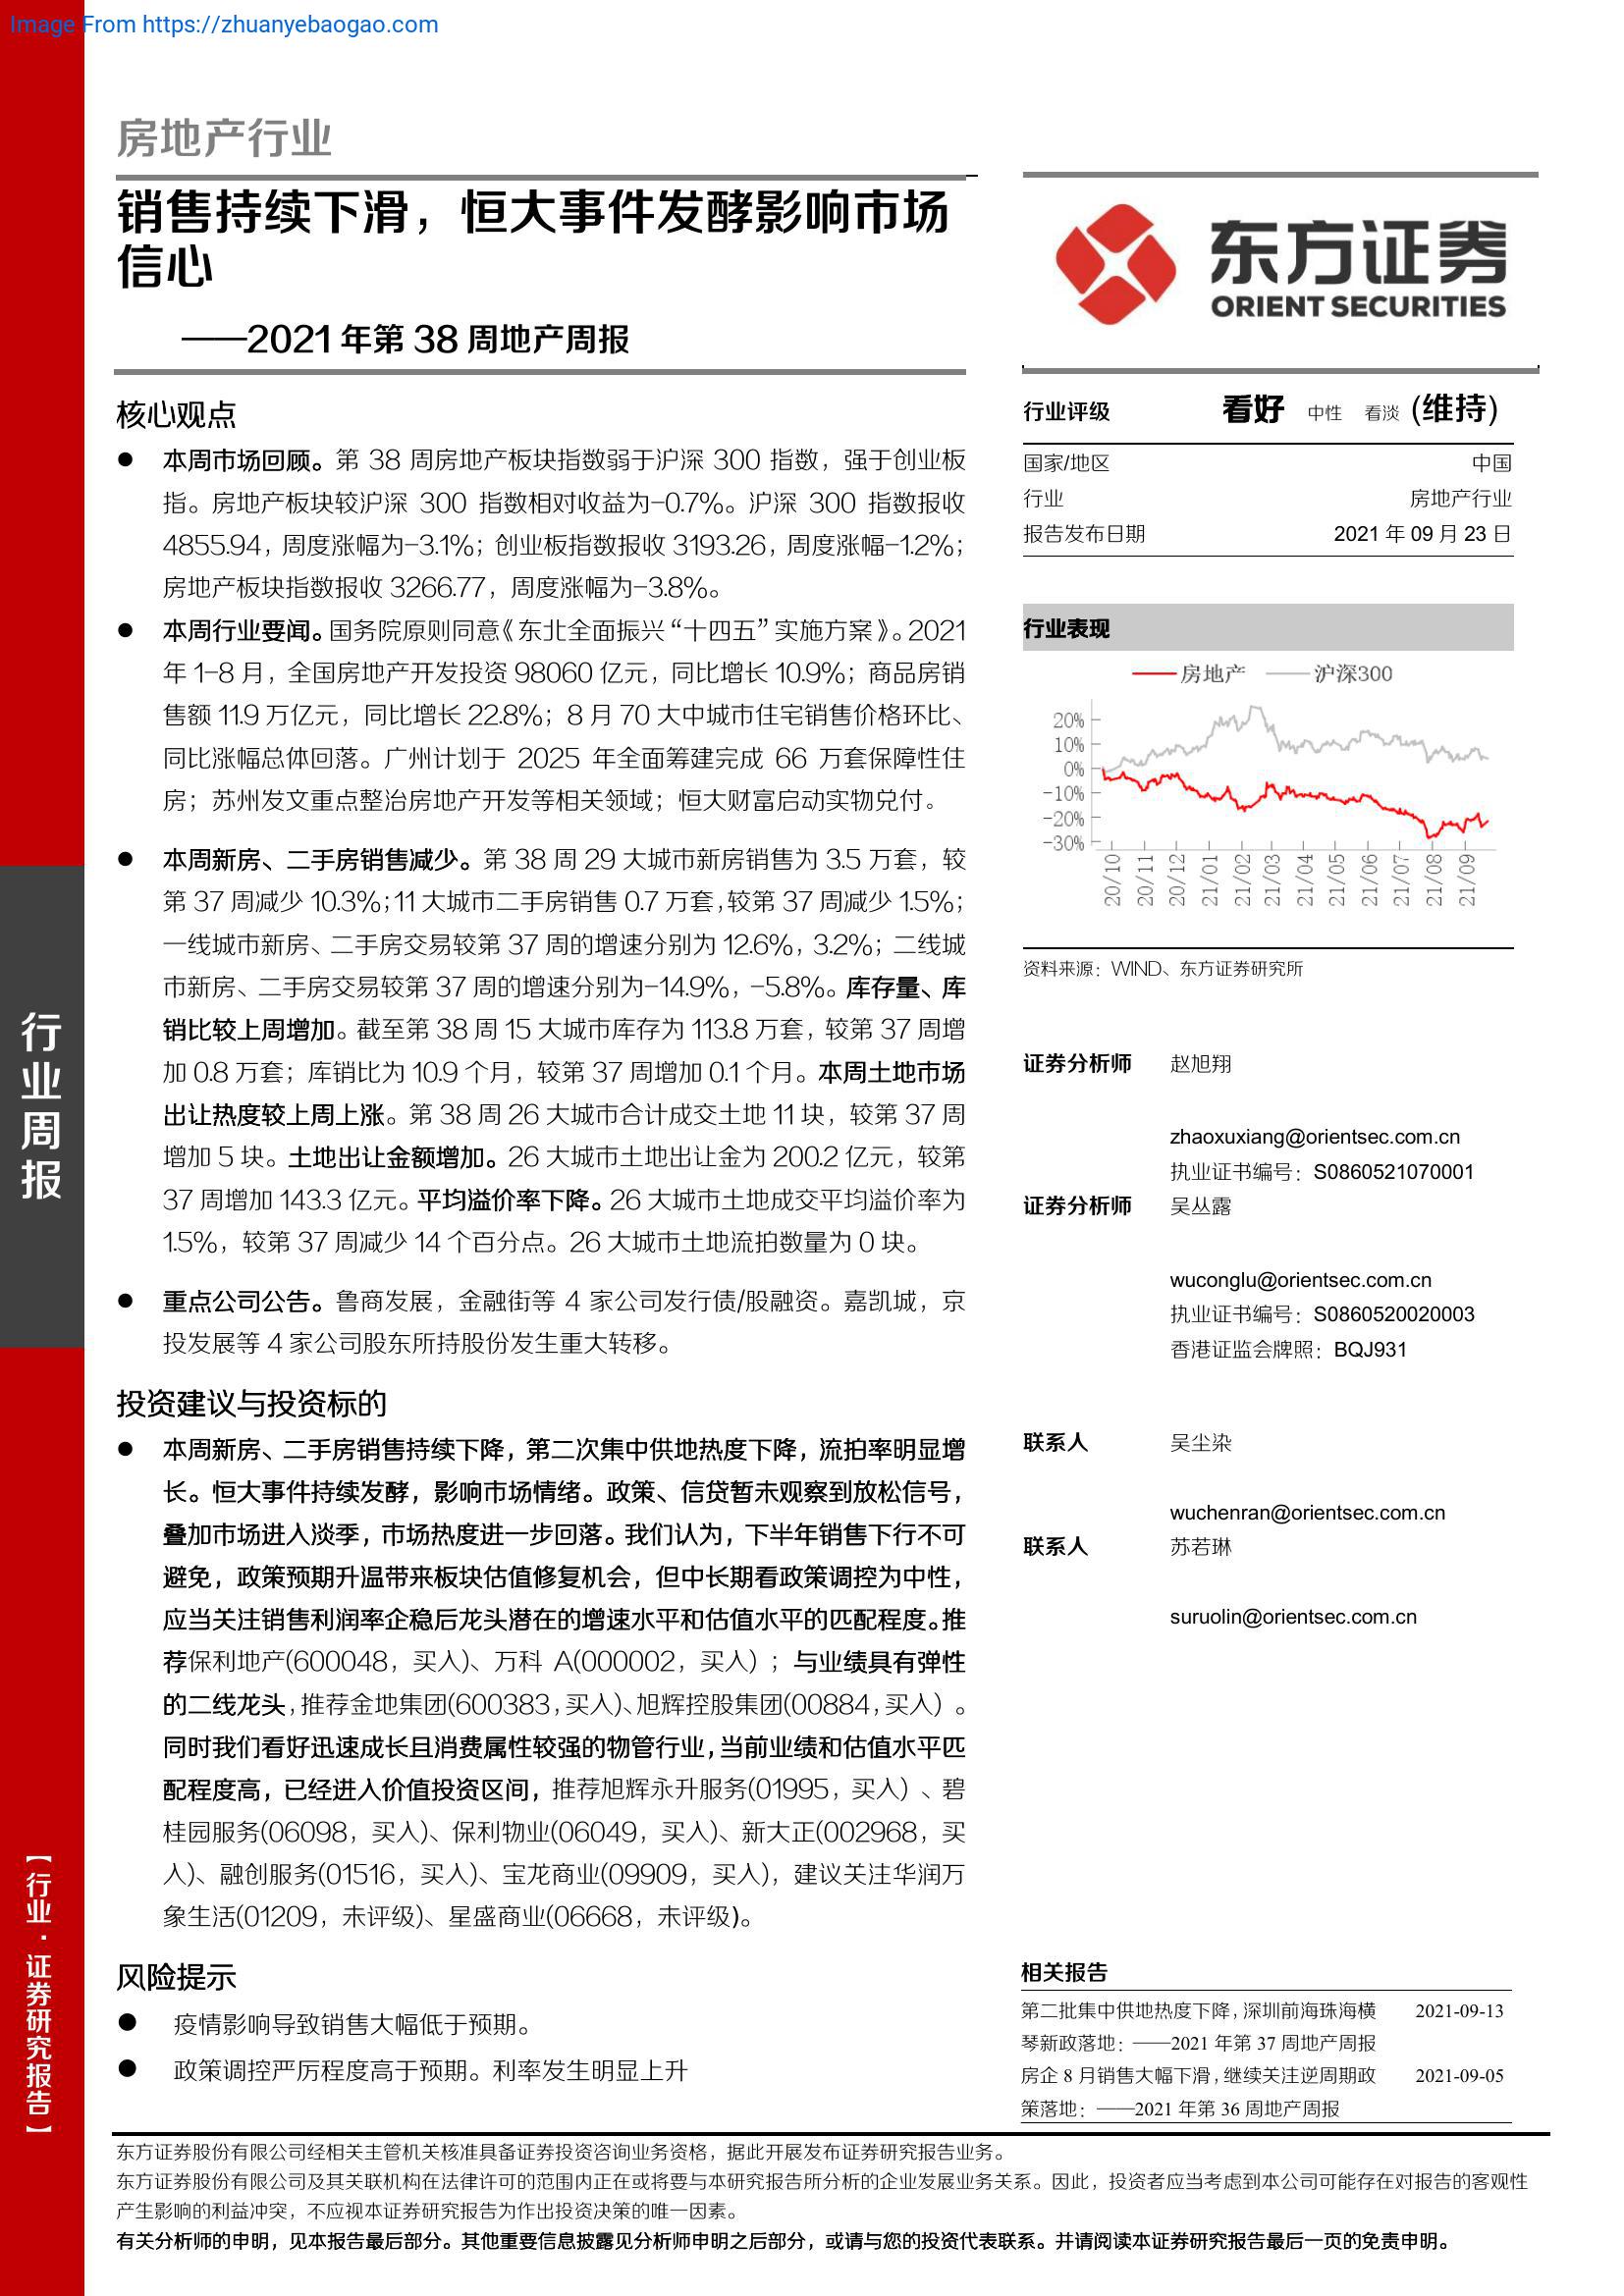 Image From https://zhuanyebaogao.com
房地产行业
销售持续下滑，恒大事件发酵影响市场
信心
——2021年第 38 周地产周报
核心观点
● 本周市场回顾。第 38 周房地产板块指数弱于沪深 300 指数，强于创业板
指。房地产板块较沪深 300 指数相对收益为-0.7%。沪深 300 指数报收
4855.94，周度涨幅为-3.1%；创业板指数报收 3193.26，周度涨幅-1.2%；
房地产板块指数报收 3266.77，周度涨幅为-3.8%。
● 本周行业要闻。国务院原则同意《东北全面振兴“十四五”实施方案》。2021
年 1-8 月，全国房地产开发投资 98060 亿元，同比增长 10.9%；商品房销
售额 11.9 万亿元，同比增长 22.8%；8 月 70 大中城市住宅销售价格环比、
同比涨幅总体回落。广州计划于 2025 年全面筹建完成 66 万套保障性住
房；苏州发文重点整治房地产开发等相关领域；恒大财富启动实物兑付。
● 本周新房、二手房销售减少。第 38 周 29 大城市新房销售为 3.5 万套，较
第 37 周减少 10.3%；11 大城市二手房销售 0.7 万套，较第 37 周减少 1.5%；
一线城市新房、二手房交易较第 37 周的增速分别为 12.6%，3.2%；二线城
市新房、二手房交易较第 37 周的增速分别为-14.9%，-5.8%。库存量、库
销比较上周增加。截至第 38 周 15 大城市库存为 113.8 万套，较第 37 周增
加 0.8 万套；库销比为 10.9 个月，较第 37 周增加 0.1 个月。本周土地市场
出让热度较上周上涨。第 38 周 26 大城市合计成交土地 11 块，较第 37 周
增加 5 块。土地出让金额增加。26 大城市土地出让金为 200.2 亿元，较第
37 周增加 143.3 亿元。平均溢价率下降。26 大城市土地成交平均溢价率为
1.5%，较第 37 周减少 14 个百分点。26 大城市土地流拍数量为 0 块。
● 重点公司公告。鲁商发展，金融街等 4 家公司发行债/股融资。嘉凯城，京
投发展等 4 家公司股东所持股份发生重大转移。
投资建议与投资标的
● 本周新房、二手房销售持续下降，第二次集中供地热度下降，流拍率明显增
长。恒大事件持续发酵，影响市场情绪。政策、信贷暂未观察到放松信号，
叠加市场进入淡季，市场热度进一步回落。我们认为，下半年销售下行不可
避免，政策预期升温带来板块估值修复机会，但中长期看政策调控为中性，
应当关注销售利润率企稳后龙头潜在的增速水平和估值水平的匹配程度。推
荐保利地产(600048，买入)、万科 A(000002，买入)；与业绩具有弹性
的二线龙头，推荐金地集团(600383，买入)、旭辉控股集团(00884，买入)。
同时我们看好迅速成长且消费属性较强的物管行业，当前业绩和估值水平匹
配程度高，已经进入价值投资区间，推荐旭辉永升服务(01995，买入)、碧
桂园服务(06098，买入)、保利物业(06049，买入)、新大正(002968，买
入)、融创服务(01516，买入)、宝龙商业(09909，买入)，建议关注华润万
象生活(01209，未评级)、星盛商业(06668，未评级)。
风险提示
● 疫情影响导致销售大幅低于预期。
● 政策调控严厉程度高于预期。利率发生明显上升
东方证券
ORIENT SECURITIES
行业评级 看好 中性 看淡 (维持)
国家/地区 中国
行业 房地产行业
报告发布日期 2021 年 09 月 23 日
行业表现
房地产 沪深300
20%
10%
0%
-10%
-20%
-30%
20/10 20/11 20/12 21/01 21/02 21/03 21/04 21/05 21/06 21/07 21/08 21/09
资料来源：WIND、东方证券研究所
证券分析师 赵旭翔
zhaoxuxiang@orientsec.com.cn
执业证书编号：S0860521070001
证券分析师 吴丛露
wuconglu@orientsec.com.cn
执业证书编号：S0860520020003
香港证监会牌照：BQJ931
联系人 吴尘染
wuchenran@orientsec.com.cn
联系人 苏若琳
suruolin@orientsec.com.cn
相关报告
第二批集中供地热度下降，深圳前海珠海横 2021-09-13
琴新政落地：——2021 年第 37 周地产周报
房企 8 月销售大幅下滑，继续关注逆周期政 2021-09-05
策落地：——2021 年第 36 周地产周报
行业周报
【行业·证券研究报告】
东方证券股份有限公司经相关主管机关核准具备证券投资咨询业务资格，据此开展发布证券研究报告业务。
东方证券股份有限公司及其关联机构在法律许可的范围内正在或将要与本研究报告所分析的企业发展业务关系。因此，投资者应当考虑到本公司可能存在对报告的客观性
产生影响的利益冲突，不应视本证券研究报告为作出投资决策的唯一因素。
有关分析师的申明，见本报告最后部分。其他重要信息披露见分析师申明之后部分，或请与您的投资代表联系。并请阅读本证券研究报告最后一页的免责申明。